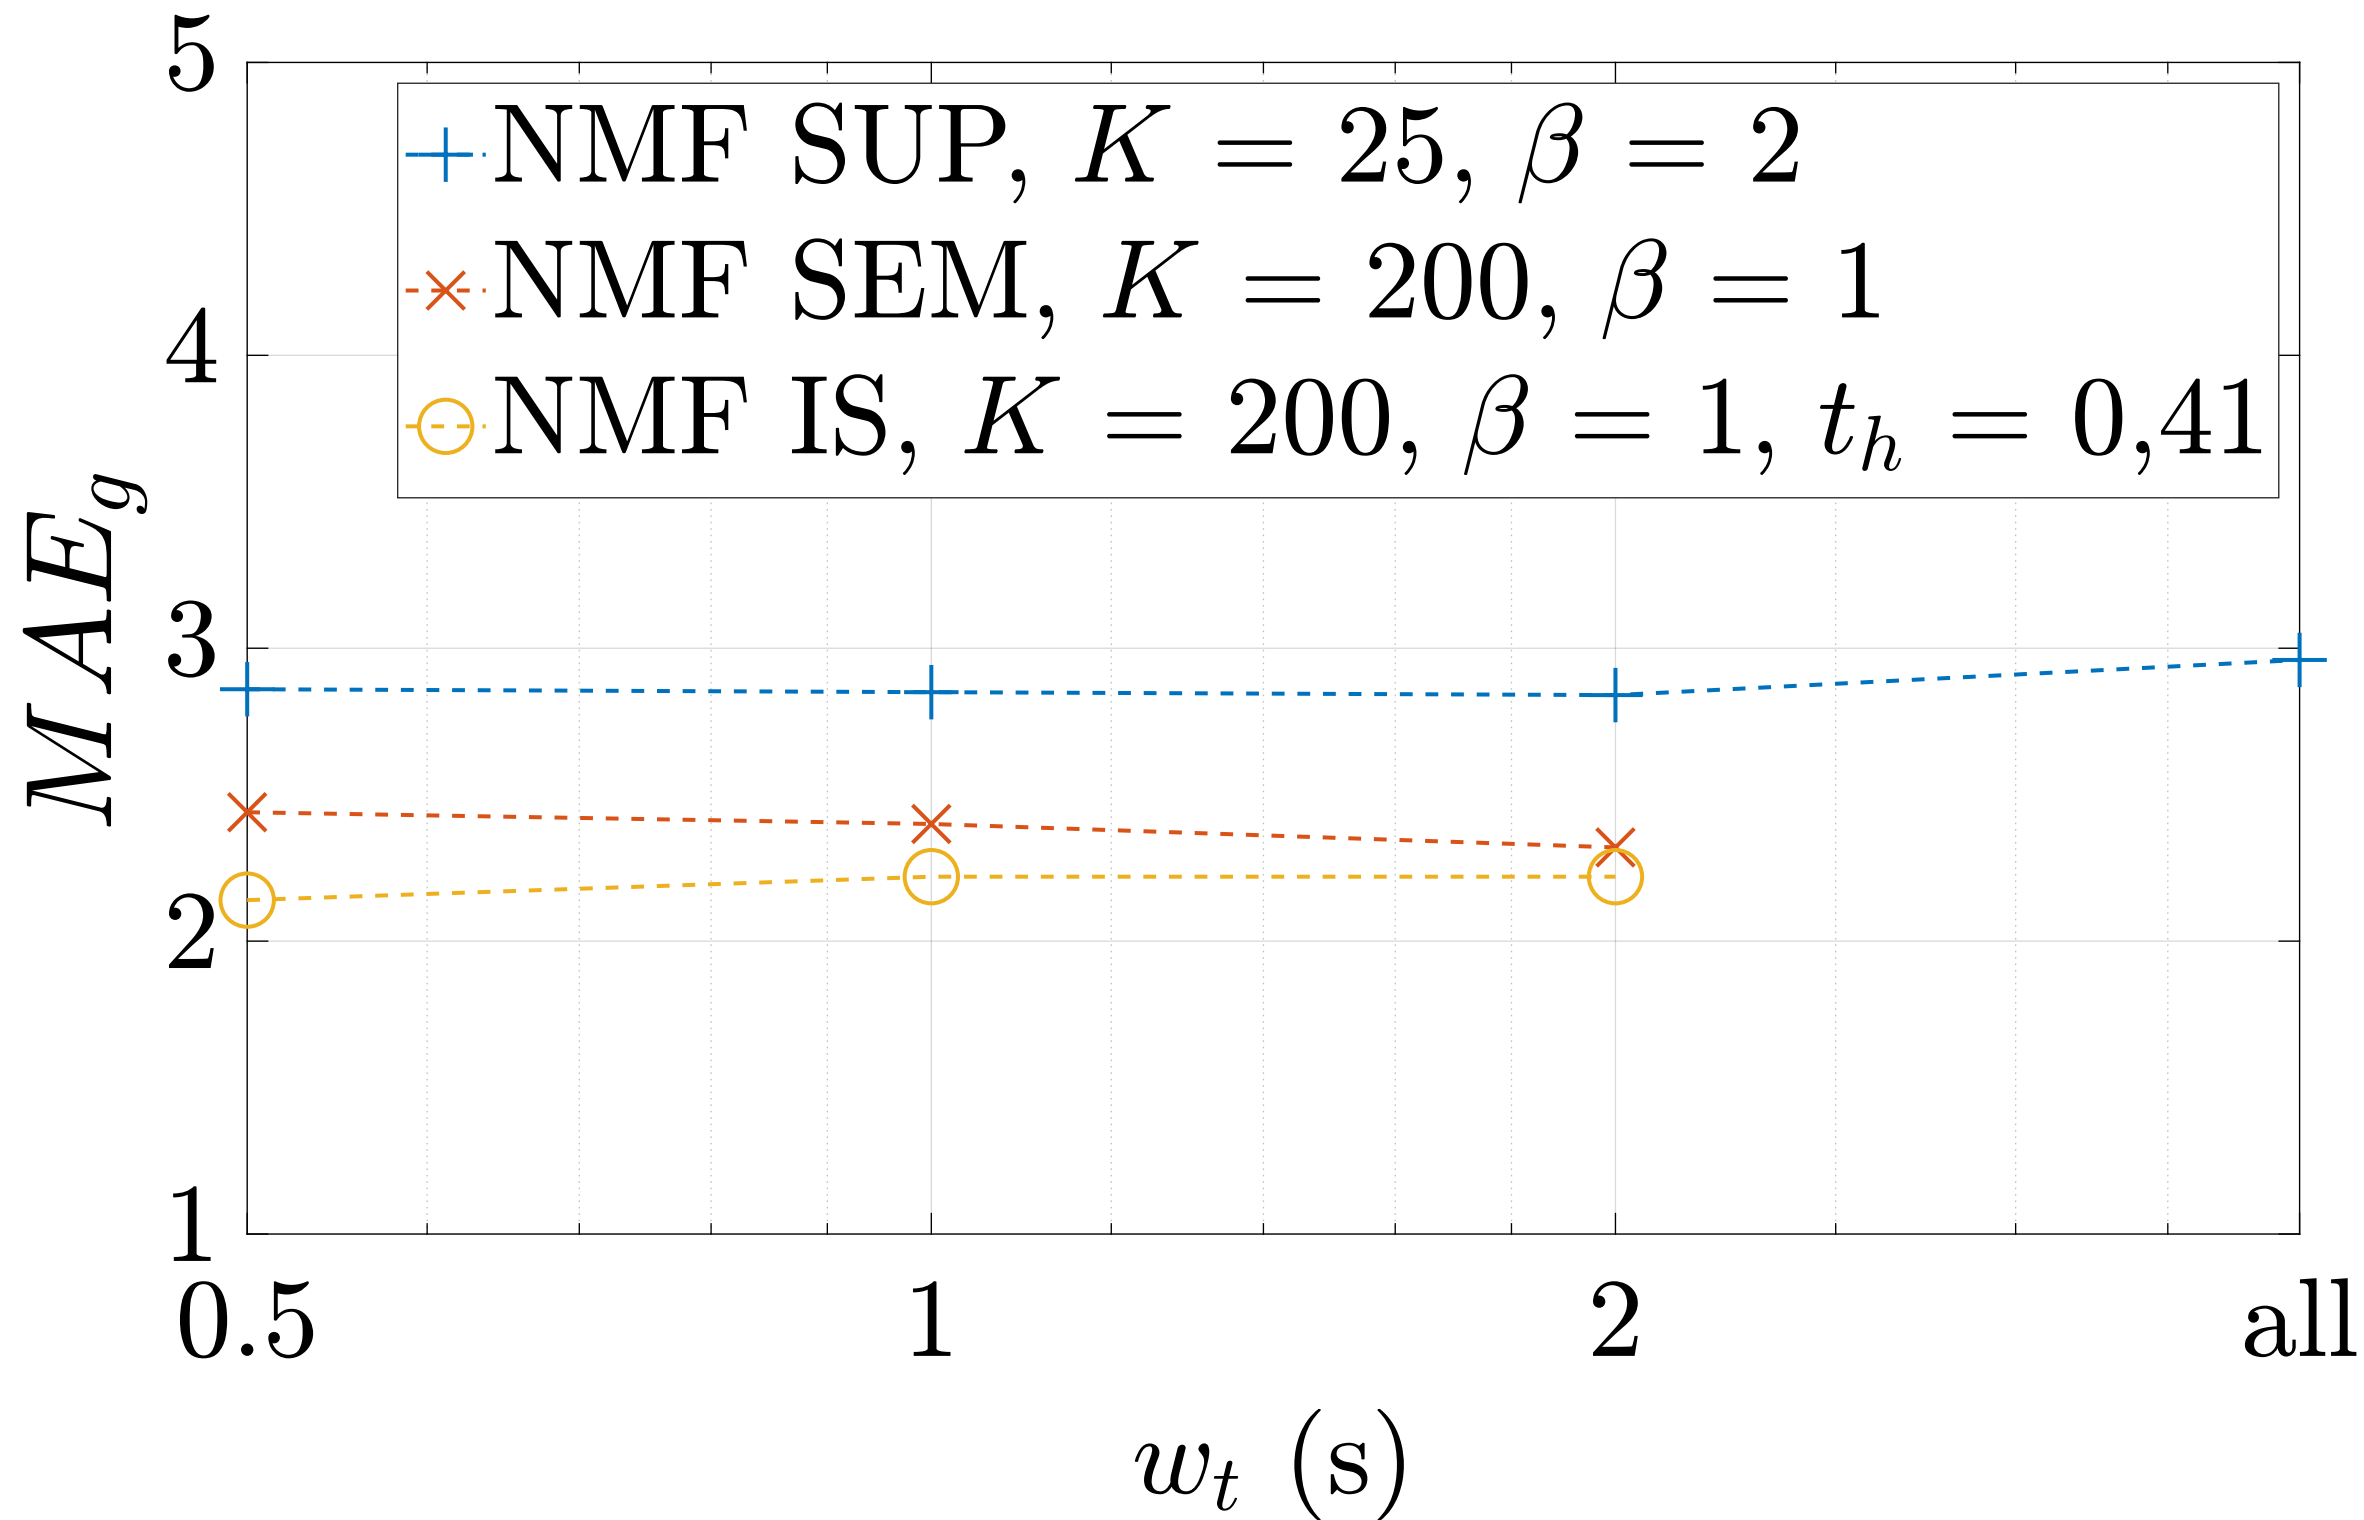 5
NMF SUP, K = 25, β = 2
NMF SEM, K = 200, β = 1
4
NMF IS, K = 200, β = 1, t_h = 0,41
MAE_g
3
2
1
0.5 1 2 all
w_t (s)